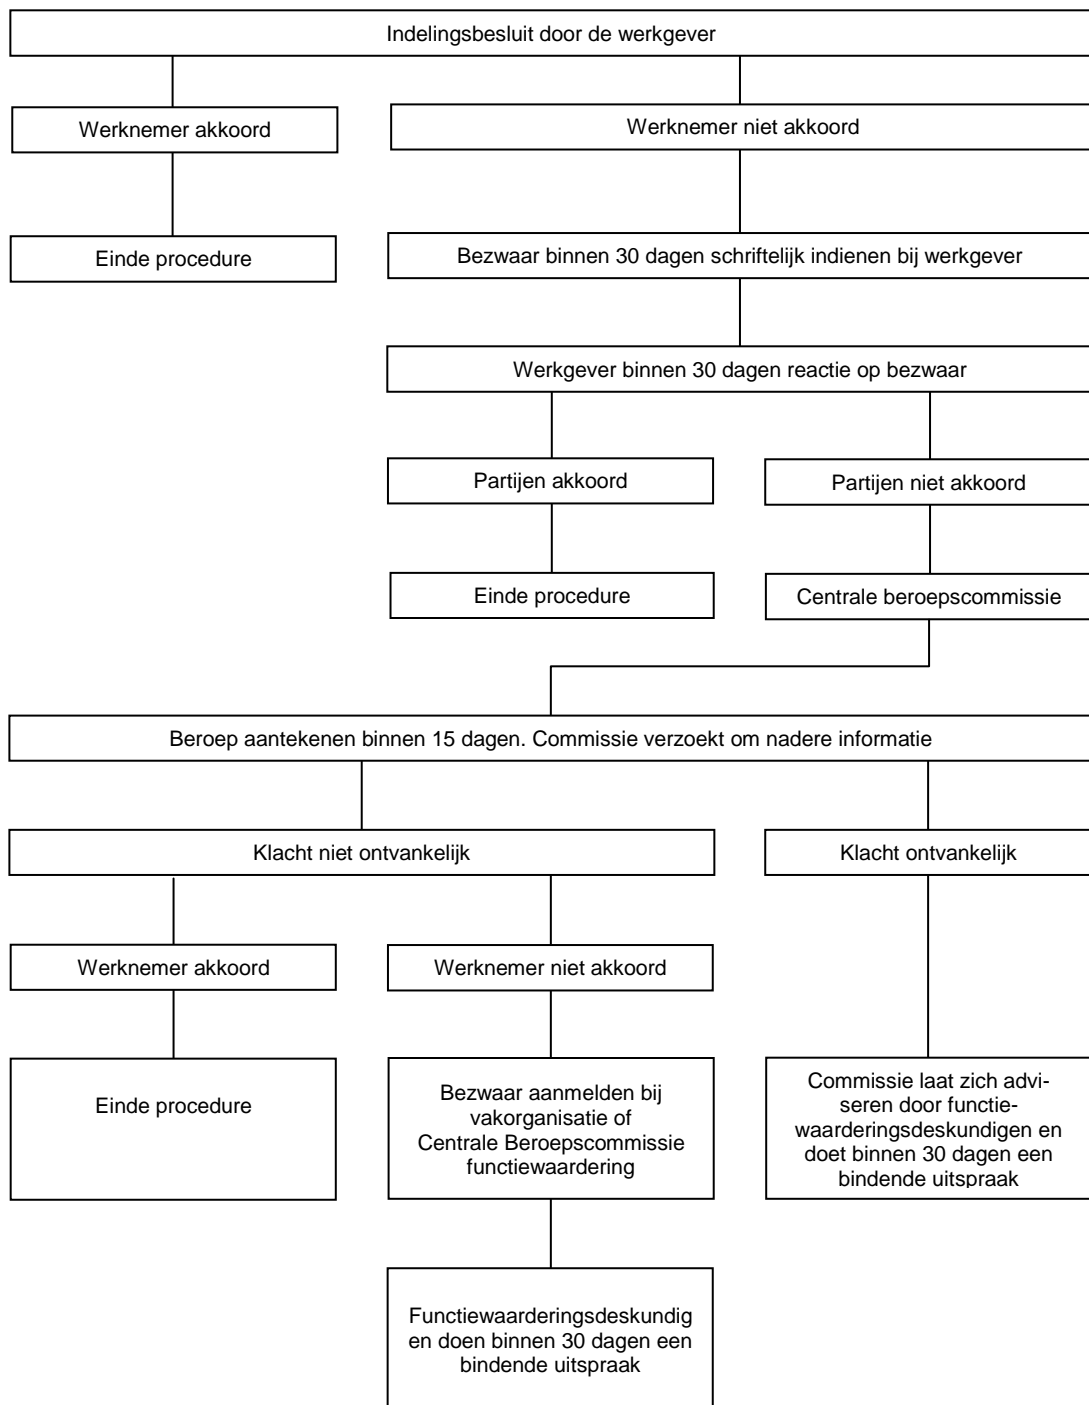 Indelingsbesluit door de werkgever
Werknemer akkoord
Werknemer niet akkoord
Einde procedure
Bezwaar binnen 30 dagen schriftelijk indienen bij werkgever
Werkgever binnen 30 dagen reactie op bezwaar
Partijen akkoord
Partijen niet akkoord
Einde procedure
Centrale beroepscommissie
Beroep aantekenen binnen 15 dagen. Commissie verzoekt om nadere informatie
Klacht niet ontvankelijk
Klacht ontvankelijk
Werknemer akkoord
Werknemer niet akkoord
Einde procedure
Bezwaar aanmelden bij
vakorganisatie of
Centrale Beroepscommissie
functiewaardering
Commissie laat zich advi-
seren door functie-
waarderingsdeskundigen en
doet binnen 30 dagen een
bindende uitspraak
Functiewaarderingsdeskundig
en doen binnen 30 dagen een
bindende uitspraak